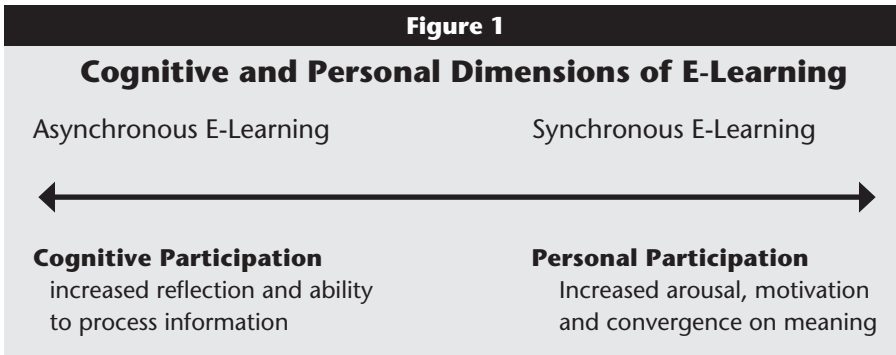 Figure 1
Cognitive and Personal Dimensions of E-Learning
Asynchronous E-Learning
Synchronous E-Learning
Cognitive Participation
increased reflection and ability
to process information
Personal Participation
Increased arousal, motivation
and convergence on meaning